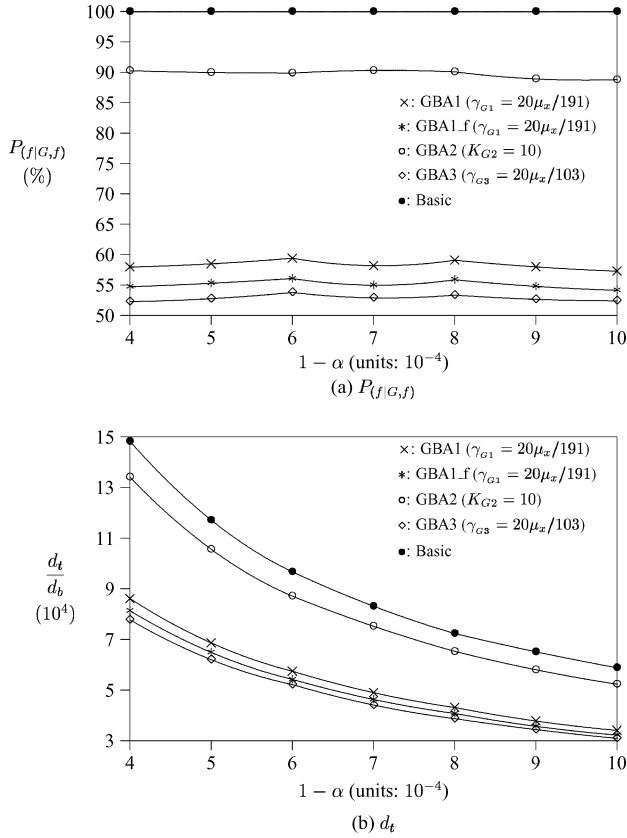 100
95
90
85
80
75
70
65
60
55
50
P(f|G,f)
(%)
×: GBA1 (γG1 = 20μx/191)
*: GBA1_f (γG1 = 20μx/191)
○: GBA2 (KG2 = 10)
◇: GBA3 (γG3 = 20μx/103)
●: Basic
4 5 6 7 8 9 10
1 − α (units: 10⁻⁴)
(a) P(f|G,f)
15
13
11
9
7
5
3
dt
db
(10⁴)
×: GBA1 (γG1 = 20μx/191)
*: GBA1_f (γG1 = 20μx/191)
○: GBA2 (KG2 = 10)
◇: GBA3 (γG3 = 20μx/103)
●: Basic
4 5 6 7 8 9 10
1 − α (units: 10⁻⁴)
(b) dt